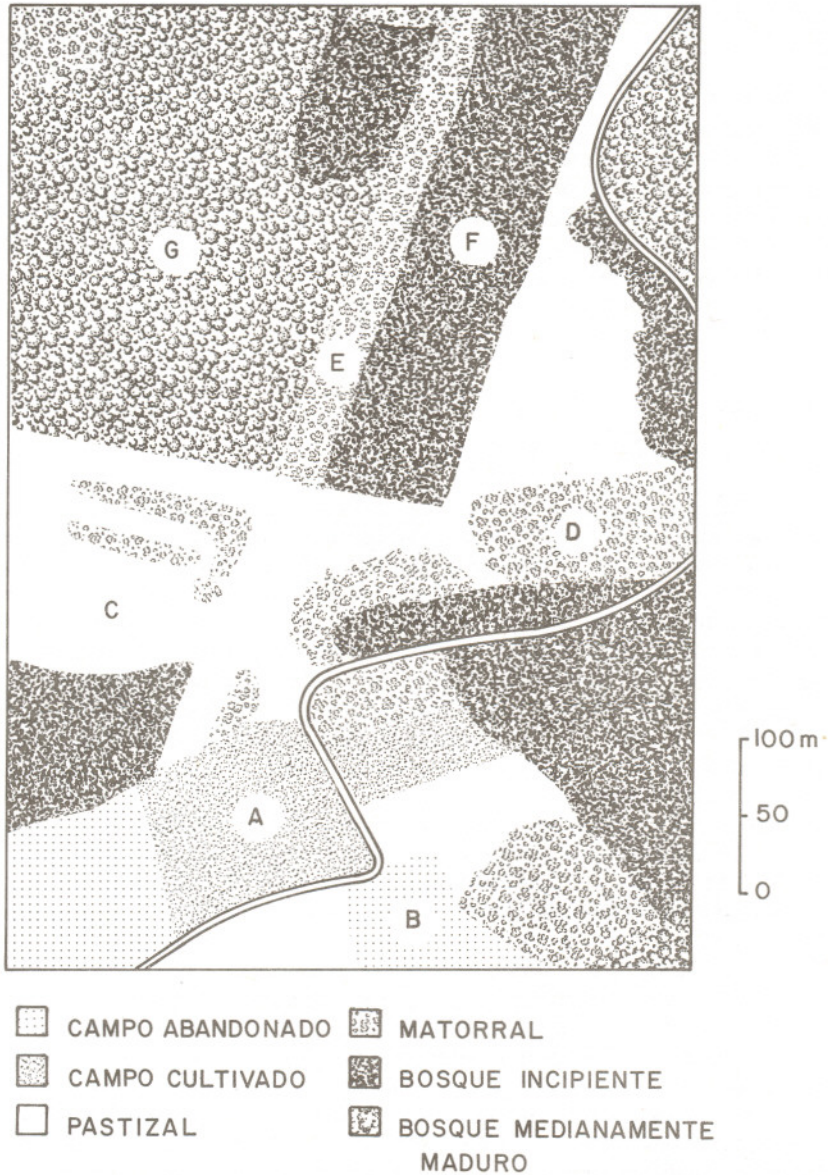 G
F
E
D
C
A
B
100 m
50
0
CAMPO ABANDONADO
CAMPO CULTIVADO
PASTIZAL
MATORRAL
BOSQUE INCIPIENTE
BOSQUE MEDIANAMENTE
MADURO